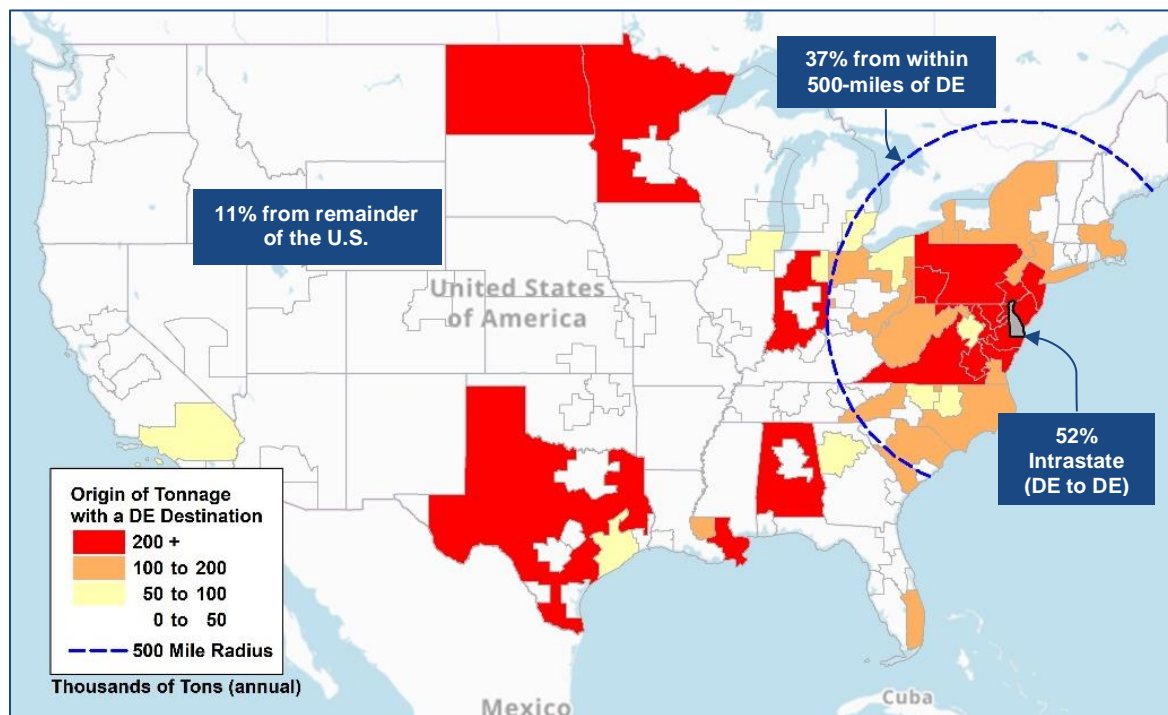 37% from within
500-miles of DE
11% from remainder
of the U.S.
United States
of America
52%
Intrastate
(DE to DE)
Origin of Tonnage
with a DE Destination
200 +
100 to 200
50 to 100
0 to 50
500 Mile Radius
Thousands of Tons (annual)
Mexico
Cuba